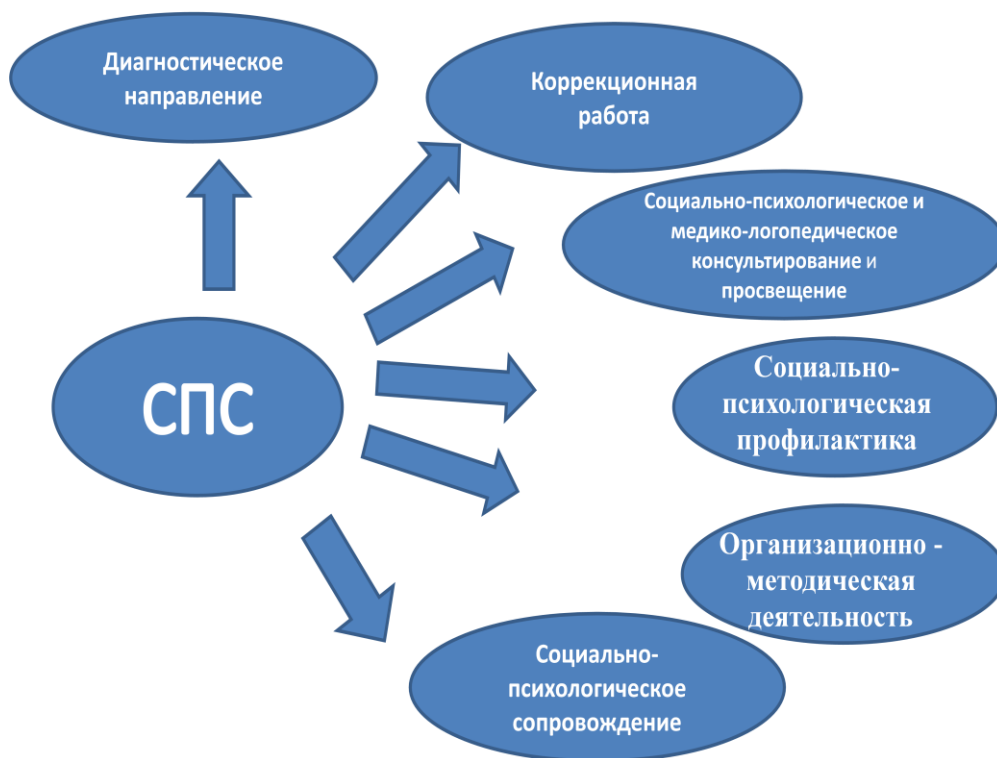 Диагностическое
направление
Коррекционная
работа
Социально-психологическое и
медико-логопедическое
консультирование и
просвещение
СПС
Социально-
психологическая
профилактика
Организационно -
методическая
деятельность
Социально-
психологическое
сопровождение